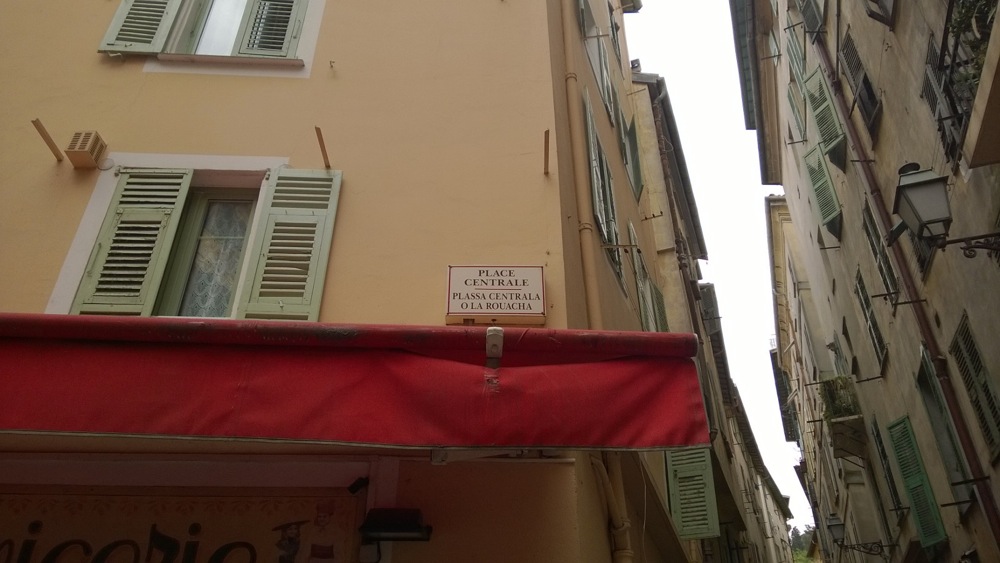 PLACE
CENTRALE
PLASSA CENTRALA
O LA ROUACHA